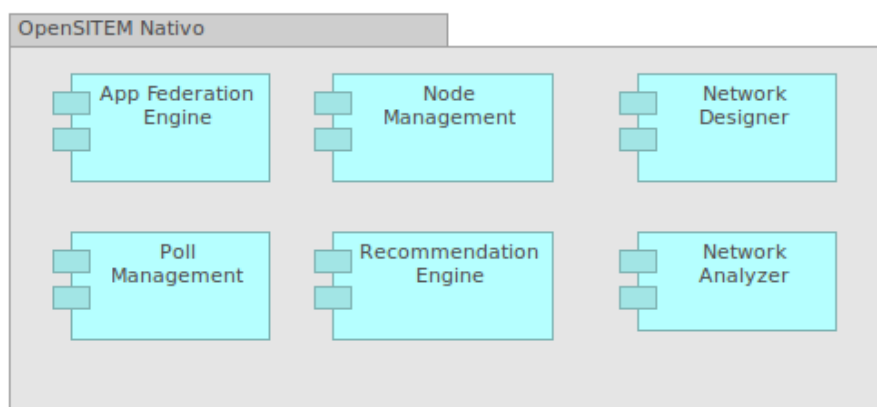 OpenSITEM Nativo
App Federation
Engine
Node
Management
Network
Designer
Poll
Management
Recommendation
Engine
Network
Analyzer